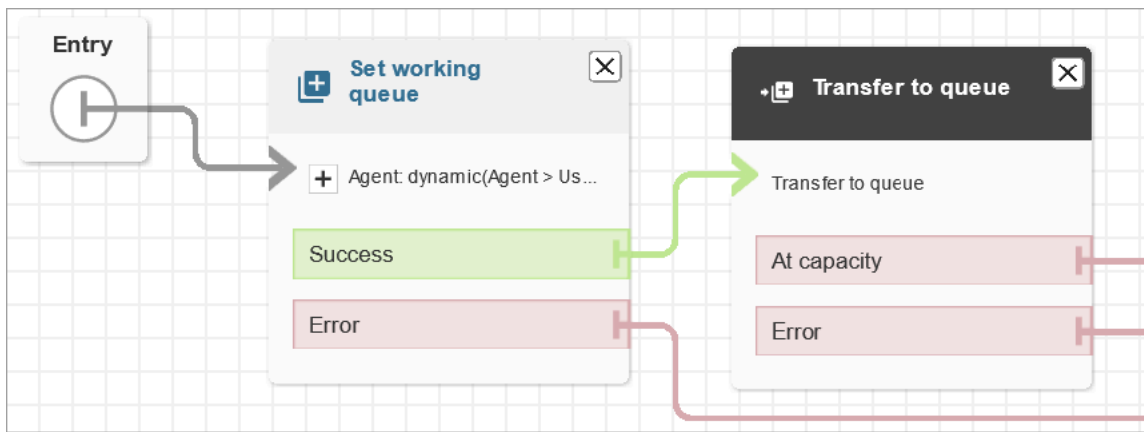 Entry
Set working
queue
Agent: dynamic(Agent > Us...
Success
Error
Transfer to queue
Transfer to queue
At capacity
Error